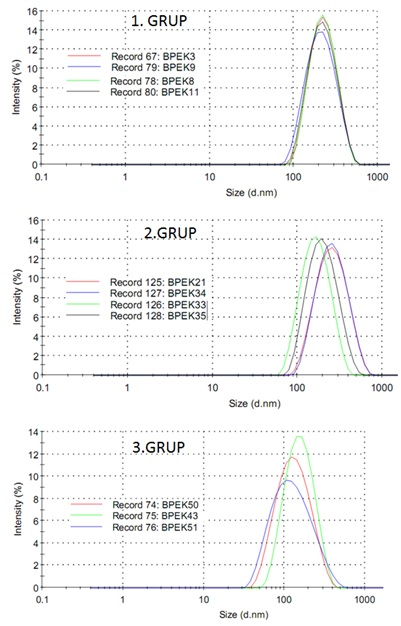 1. GRUP
16
14
12
10
8
6
4
2
0
Intensity (%)
Record 67: BPEK3
Record 79: BPEK9
Record 78: BPEK8
Record 80: BPEK11
0.1 1 10 100 1000
Size (d.nm)
2.GRUP
16
14
12
10
8
6
4
2
0
Intensity (%)
Record 125: BPEK21
Record 127: BPEK34
Record 126: BPEK33
Record 128: BPEK35
0.1 1 10 100 1000
Size (d.nm)
3.GRUP
14
12
10
8
6
4
2
0
Intensity (%)
Record 74: BPEK50
Record 75: BPEK43
Record 76: BPEK51
0.1 1 10 100 1000
Size (d.nm)